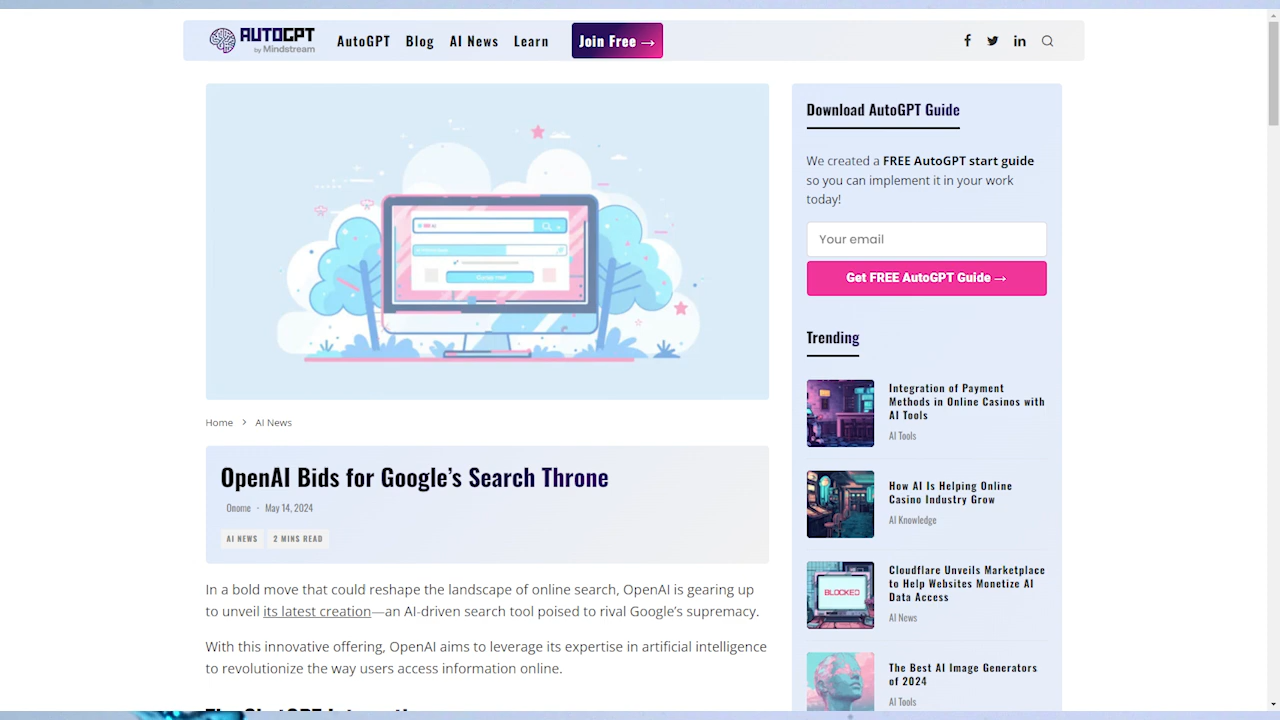 AUTOGPT
by Mindstream
AutoGPT
Blog
AI News
Learn
Join Free →
Home > AI News
OpenAI Bids for Google's Search Throne
Onome · May 14, 2024
AI NEWS
2 MINS READ
In a bold move that could reshape the landscape of online search, OpenAI is gearing up
to unveil its latest creation—an AI-driven search tool poised to rival Google's supremacy.
With this innovative offering, OpenAI aims to leverage its expertise in artificial intelligence
to revolutionize the way users access information online.
Download AutoGPT Guide
We created a FREE AutoGPT start guide
so you can implement it in your work
today!
Your email
Get FREE AutoGPT Guide →
Trending
Integration of Payment
Methods in Online Casinos with
AI Tools
AI Tools
How AI Is Helping Online
Casino Industry Grow
AI Knowledge
BLOCKED
Cloudflare Unveils Marketplace
to Help Websites Monetize AI
Data Access
AI News
The Best AI Image Generators
of 2024
AI Tools